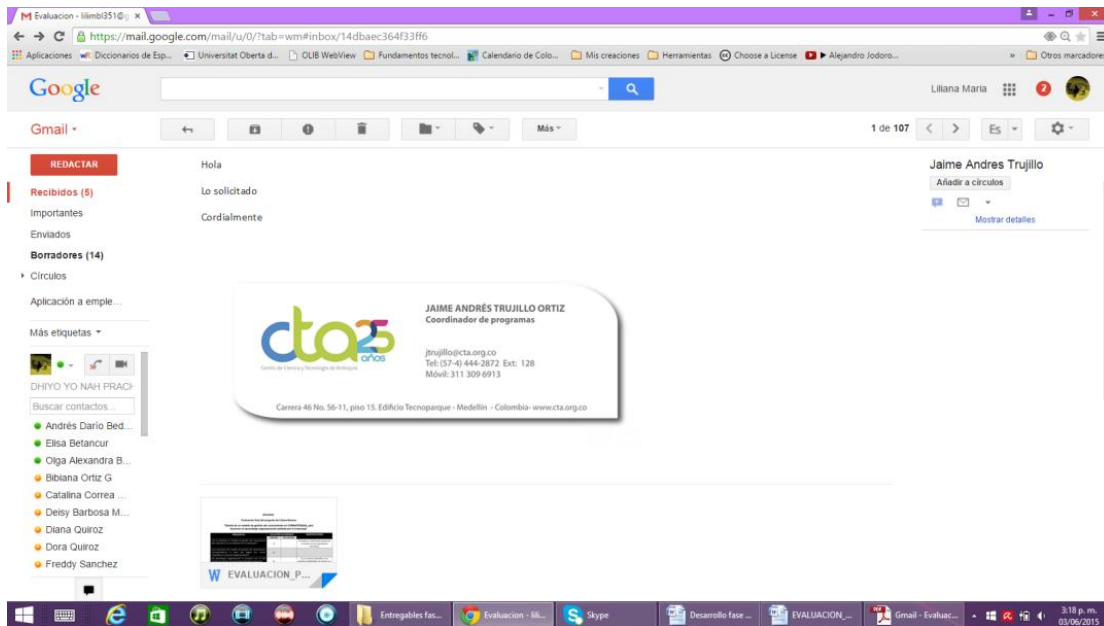 Evaluacion - lilimbl351@g
https://mail.google.com/mail/u/0/?tab=wm#inbox/14dbaec364f33ff6
Aplicaciones Diccionarios de Esp... Universitat Oberta d... OLIB WebView Fundamentos tecnol... Calendario de Colo... Mis creaciones Herramientas Choose a License Alejandro Jodoro... » Otros marcadores
Google
Liliana Maria 2
Gmail Más 1 de 107 Es
REDACTAR
Recibidos (5)
Importantes
Enviados
Borradores (14)
Círculos
Aplicación a emple...
Más etiquetas
DHIYO YO NAH PRACH
Buscar contactos...
Andrés Darío Bed...
Elisa Betancur
Olga Alexandra B...
Bibiana Ortiz G
Catalina Correa ...
Deisy Barbosa M...
Diana Quiroz
Dora Quiroz
Freddy Sanchez
Hola
Lo solicitado
Cordialmente
cta25
años
Centro de Ciencia y Tecnología de Antioquia
JAIME ANDRÉS TRUJILLO ORTIZ
Coordinador de programas
jtrujillo@cta.org.co
Tel: (57-4) 444-2872 Ext: 128
Móvil: 311 309 6913
Carrera 46 No. 56-11, piso 15. Edificio Tecnoparque - Medellín - Colombia- www.cta.org.co
W EVALUACION_P...
Jaime Andres Trujillo
Añadir a círculos
Mostrar detalles
Entregables fas... Evaluacion - lili... Skype Desarrollo fase ... EVALUACION_... Gmail - Evaluac...
3:18 p. m.
03/06/2015